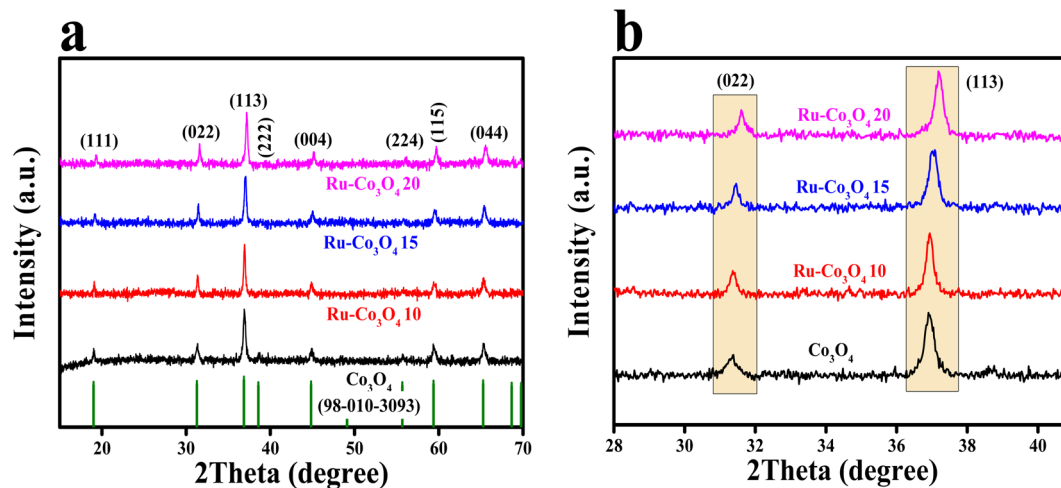 a
Intensity (a.u.)
(111)
(022)
(113)
(222)
(004)
(224)
(115)
(044)
Ru-Co₃O₄ 20
Ru-Co₃O₄ 15
Ru-Co₃O₄ 10
Co₃O₄
(98-010-3093)
20 30 40 50 60 70
2Theta (degree)
b
Intensity (a.u.)
(022)
(113)
Ru-Co₃O₄ 20
Ru-Co₃O₄ 15
Ru-Co₃O₄ 10
Co₃O₄
28 30 32 34 36 38 40
2Theta (degree)